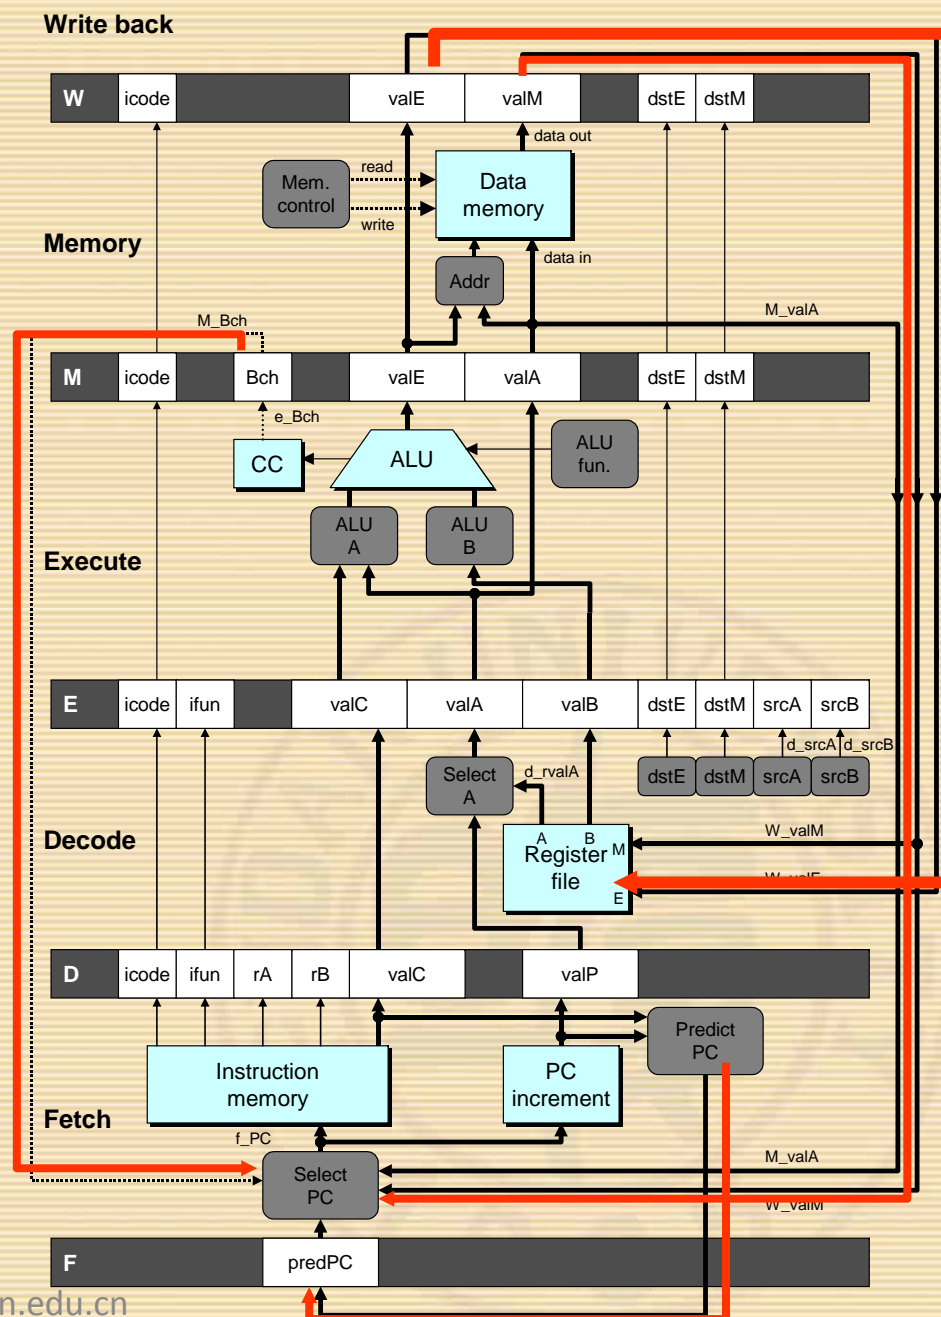 Write back
W icode valE valM dstE dstM
data out
read
Mem.
control
Data
memory
write
Memory
data in
Addr
M_Bch
M_valA
M icode Bch valE valA dstE dstM
e_Bch
CC
ALU
ALU
fun.
ALU
A
ALU
B
Execute
E icode ifun valC valA valB dstE dstM srcA srcB
d_srcA d_srcB
Select
A
d_rvalA
dstE dstM srcA srcB
Decode
A B M
Register
file
E
W_valM
W_valE
D icode ifun rA rB valC valP
Predict
PC
Instruction
memory
PC
increment
Fetch
f_PC
Select
PC
M_valA
W_valM
F predPC
n.edu.cn